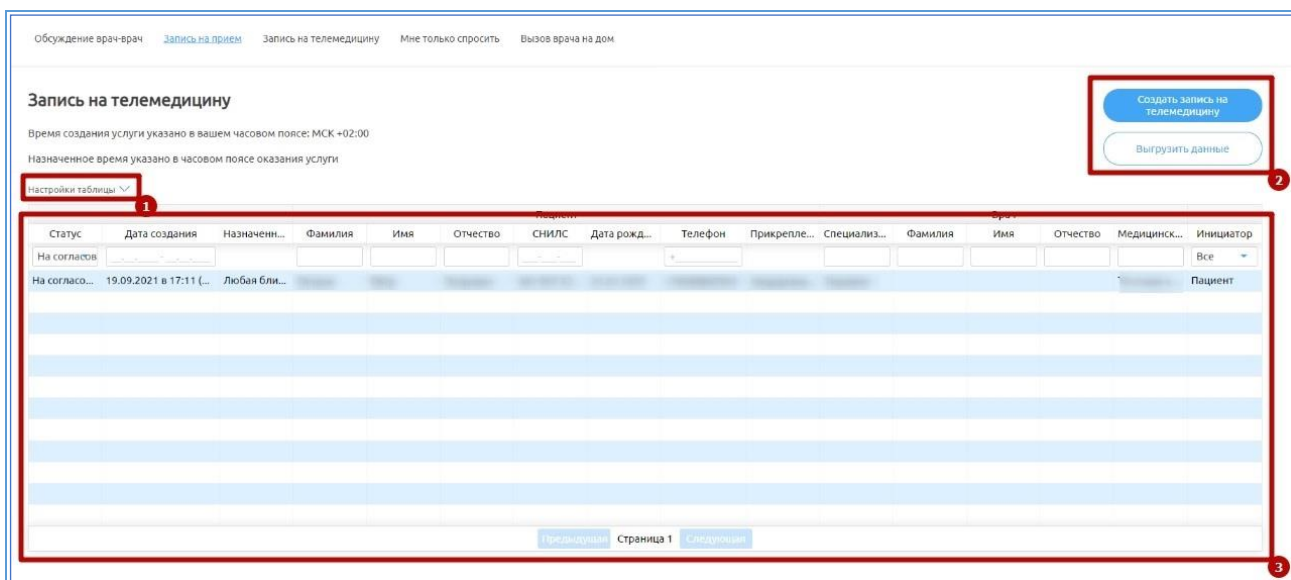 Обсуждение врач-врач Запись на прием Запись на телемедицину Мне только спросить Вызов врача на дом
Запись на телемедицину
Создать запись на
телемедицину
Время создания услуги указано в вашем часовом поясе: МСК +02:00
Выгрузить данные
Назначенное время указано в часовом поясе оказания услуги
2
Настройки таблицы
1
Пациент Врач
Статус Дата создания Назначенн... Фамилия Имя Отчество СНИЛС Дата рожд... Телефон Прикрепле... Специализ... Фамилия Имя Отчество Медицинск... Инициатор
На согласов Все
На согласо... 19.09.2021 в 17:11 (... Любая бли... Пациент
Предыдущая Страница 1 Следующая
3